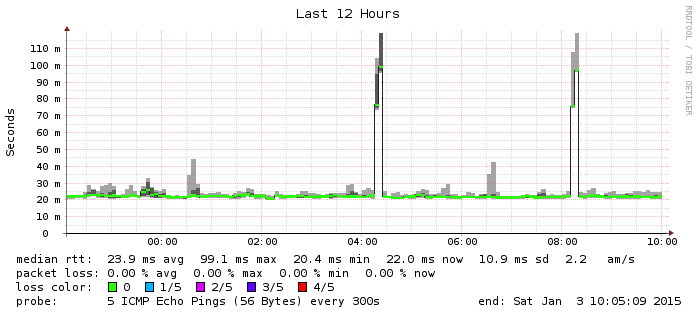 Last 12 Hours
RRDTOOL / TOBI OETIKER
Seconds
110 m
100 m
90 m
80 m
70 m
60 m
50 m
40 m
30 m
20 m
10 m
0
00:00 02:00 04:00 06:00 08:00 10:00
median rtt: 23.9 ms avg 99.1 ms max 20.4 ms min 22.0 ms now 10.9 ms sd 2.2 am/s
packet loss: 0.00 % avg 0.00 % max 0.00 % min 0.00 % now
loss color: 0 1/5 2/5 3/5 4/5
probe: 5 ICMP Echo Pings (56 Bytes) every 300s end: Sat Jan 3 10:05:09 2015